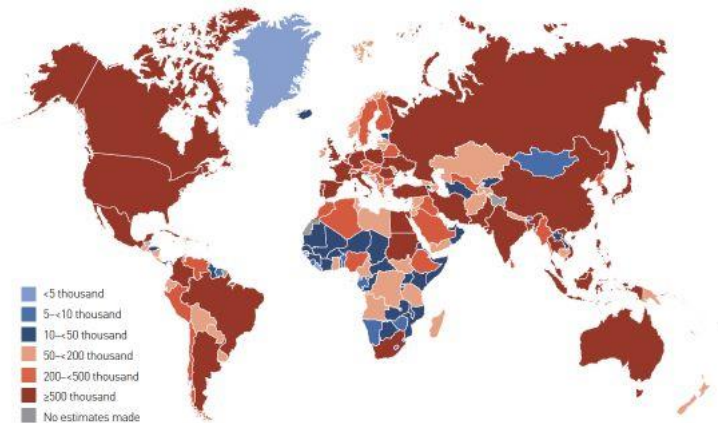 <5 thousand
5–<10 thousand
10–<50 thousand
50–<200 thousand
200–<500 thousand
≥500 thousand
No estimates made